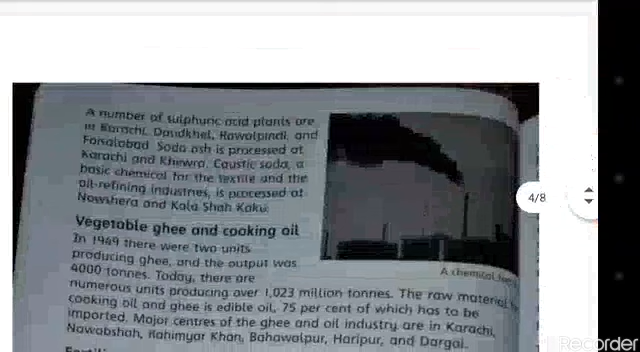 A number of sulphuric acid plants are
in Karachi, Daudkhel, Rawalpindi, and
Faisalabad. Soda ash is processed at
Karachi and Khewra. Caustic soda, a
basic chemical for the textile and the
oil-refining industries, is processed at
Nowshera and Kala Shah Kaku.
Vegetable ghee and cooking oil
In 1949 there were two units
producing ghee, and the output was
4000 tonnes. Today, there are
numerous units producing over 1,023 million tonnes. The raw material
cooking oil and ghee is edible oil, 75 per cent of which has to be
imported. Major centres of the ghee and oil industry are in Karachi,
Nawabshah, Rahimyar Khan, Bahawalpur, Haripur, and Dargai.
A chemical
4/8
Recorder